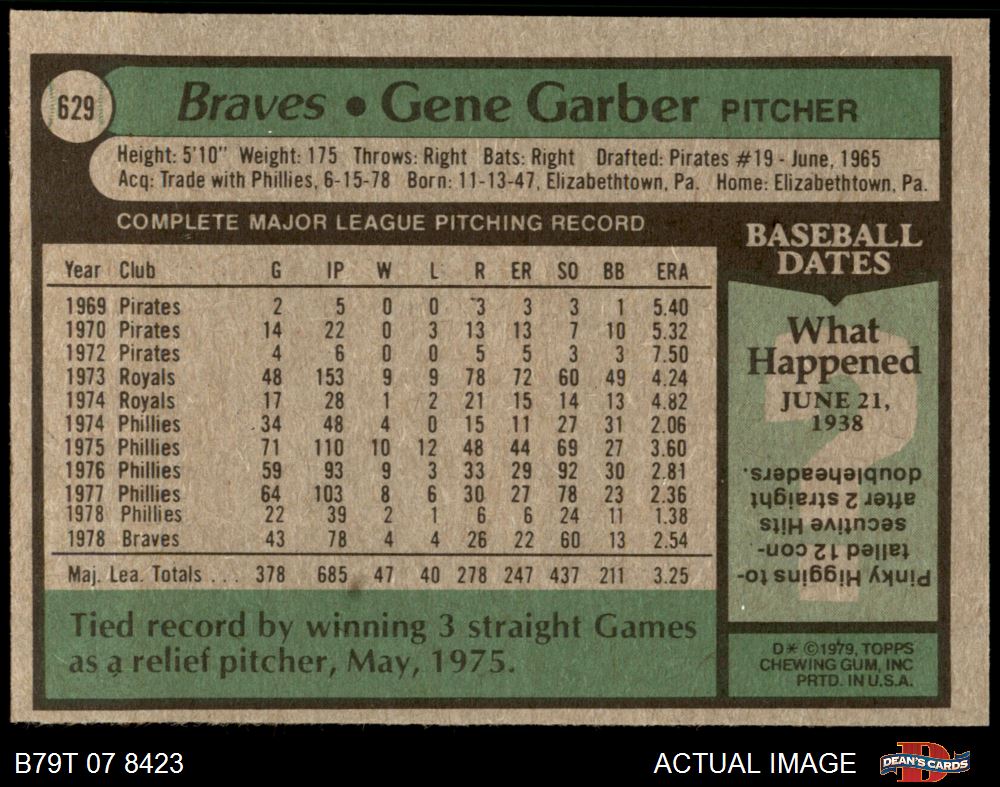 629
Braves • Gene Garber PITCHER
Height: 5'10" Weight: 175 Throws: Right Bats: Right Drafted: Pirates #19 - June, 1965
Acq: Trade with Phillies, 6-15-78 Born: 11-13-47, Elizabethtown, Pa. Home: Elizabethtown, Pa.
COMPLETE MAJOR LEAGUE PITCHING RECORD
Year Club G IP W L R ER SO BB ERA
1969 Pirates 2 5 0 0 3 3 3 1 5.40
1970 Pirates 14 22 0 3 13 13 7 10 5.32
1972 Pirates 4 6 0 0 5 5 3 3 7.50
1973 Royals 48 153 9 9 78 72 60 49 4.24
1974 Royals 17 28 1 2 21 15 14 13 4.82
1974 Phillies 34 48 4 0 15 11 27 31 2.06
1975 Phillies 71 110 10 12 48 44 69 27 3.60
1976 Phillies 59 93 9 3 33 29 92 30 2.81
1977 Phillies 64 103 8 6 30 27 78 23 2.36
1978 Phillies 22 39 2 1 6 6 24 11 1.38
1978 Braves 43 78 4 4 26 22 60 13 2.54
Maj. Lea. Totals ... 378 685 47 40 278 247 437 211 3.25
Tied record by winning 3 straight Games
as a relief pitcher, May, 1975.
BASEBALL
DATES
What
Happened
JUNE 21,
1938
Pinky Higgins to-
talled 12 con-
secutive Hits
after 2 straight
doubleheaders.
D* ©1979, TOPPS
CHEWING GUM, INC
PRTD. IN U.S.A.
B79T 07 8423
ACTUAL IMAGE
DEAN'S CARDS